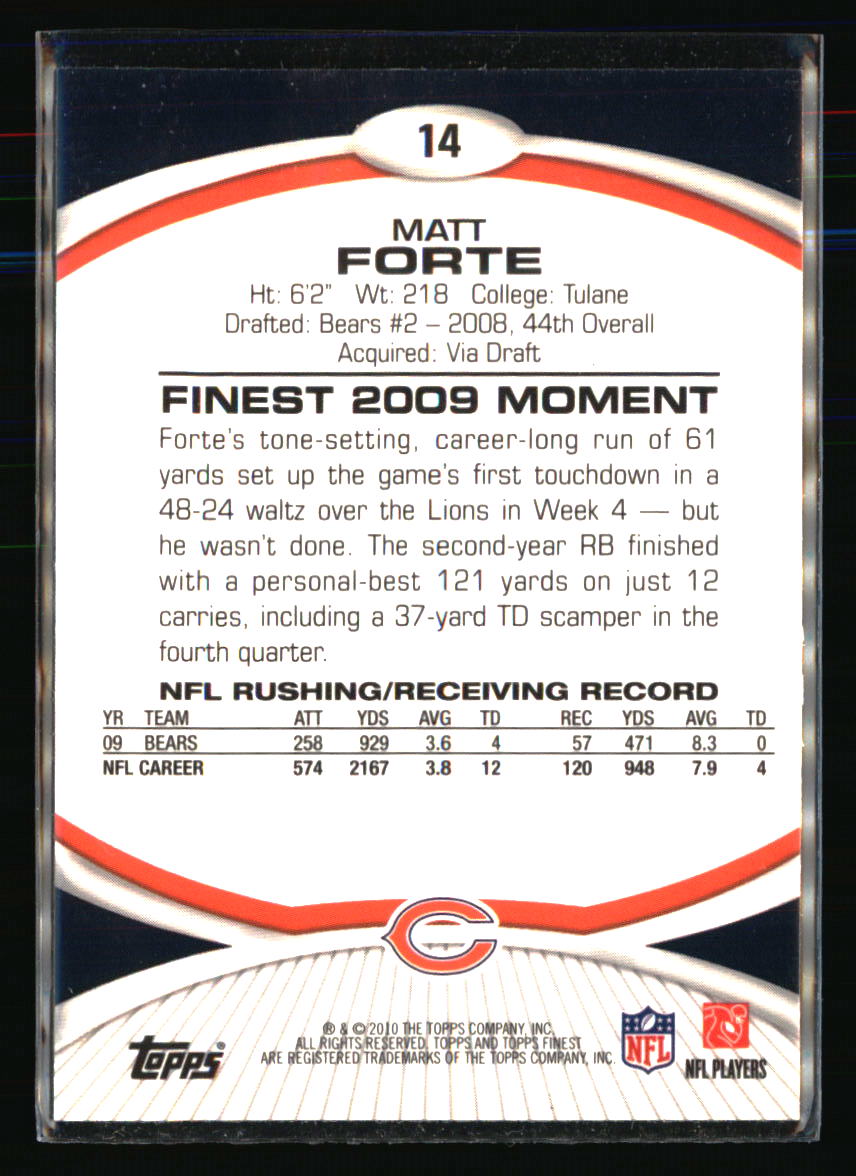 14
MATT
FORTE
Ht: 6'2" Wt: 218 College: Tulane
Drafted: Bears #2 – 2008, 44th Overall
Acquired: Via Draft
FINEST 2009 MOMENT
Forte's tone-setting, career-long run of 61
yards set up the game's first touchdown in a
48-24 waltz over the Lions in Week 4 — but
he wasn't done. The second-year RB finished
with a personal-best 121 yards on just 12
carries, including a 37-yard TD scamper in the
fourth quarter.
NFL RUSHING/RECEIVING RECORD
YR TEAM ATT YDS AVG TD REC YDS AVG TD
09 BEARS 258 929 3.6 4 57 471 8.3 0
NFL CAREER 574 2167 3.8 12 120 948 7.9 4
C
® & © 2010 THE TOPPS COMPANY, INC.
ALL RIGHTS RESERVED. TOPPS AND TOPPS FINEST
ARE REGISTERED TRADEMARKS OF THE TOPPS COMPANY, INC.
TOPPS
NFL
NFL PLAYERS